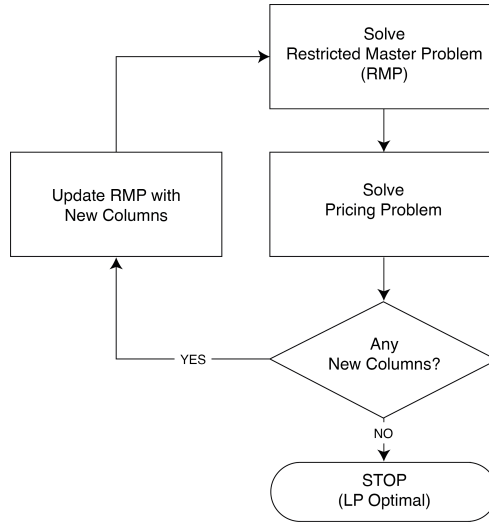 Solve
Restricted Master Problem
(RMP)
Update RMP with
New Columns
Solve
Pricing Problem
Any
New Columns?
YES
NO
STOP
(LP Optimal)